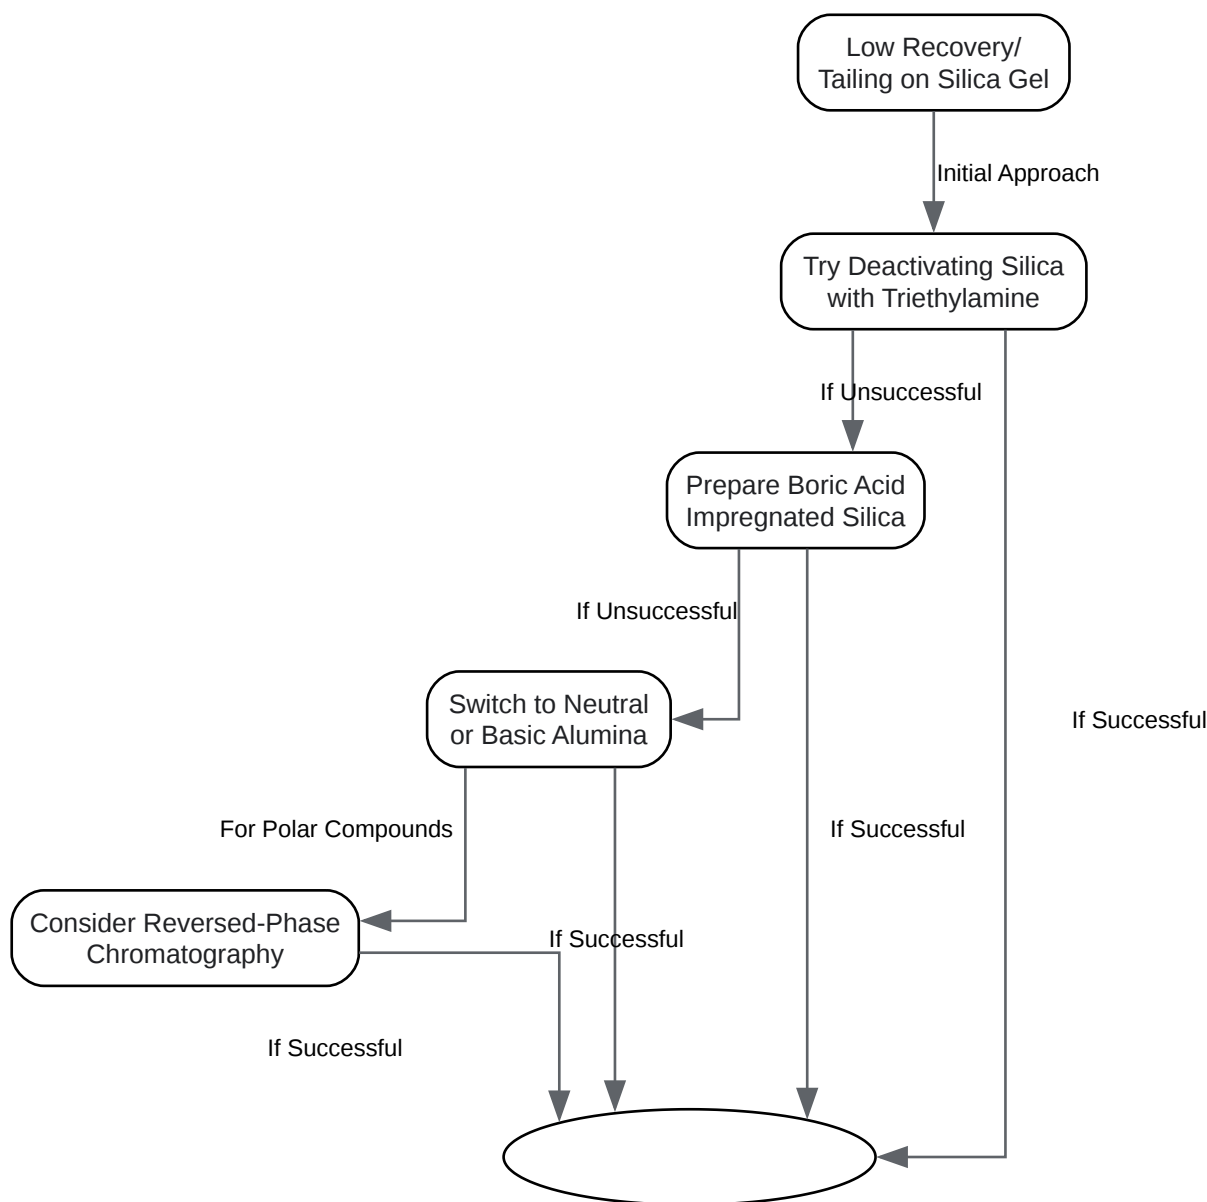 Low Recovery/
Tailing on Silica Gel
Initial Approach
Try Deactivating Silica
with Triethylamine
If Unsuccessful
Prepare Boric Acid
Impregnated Silica
If Unsuccessful
Switch to Neutral
or Basic Alumina
If Successful
For Polar Compounds
If Successful
Consider Reversed-Phase
Chromatography
If Successful
If Successful